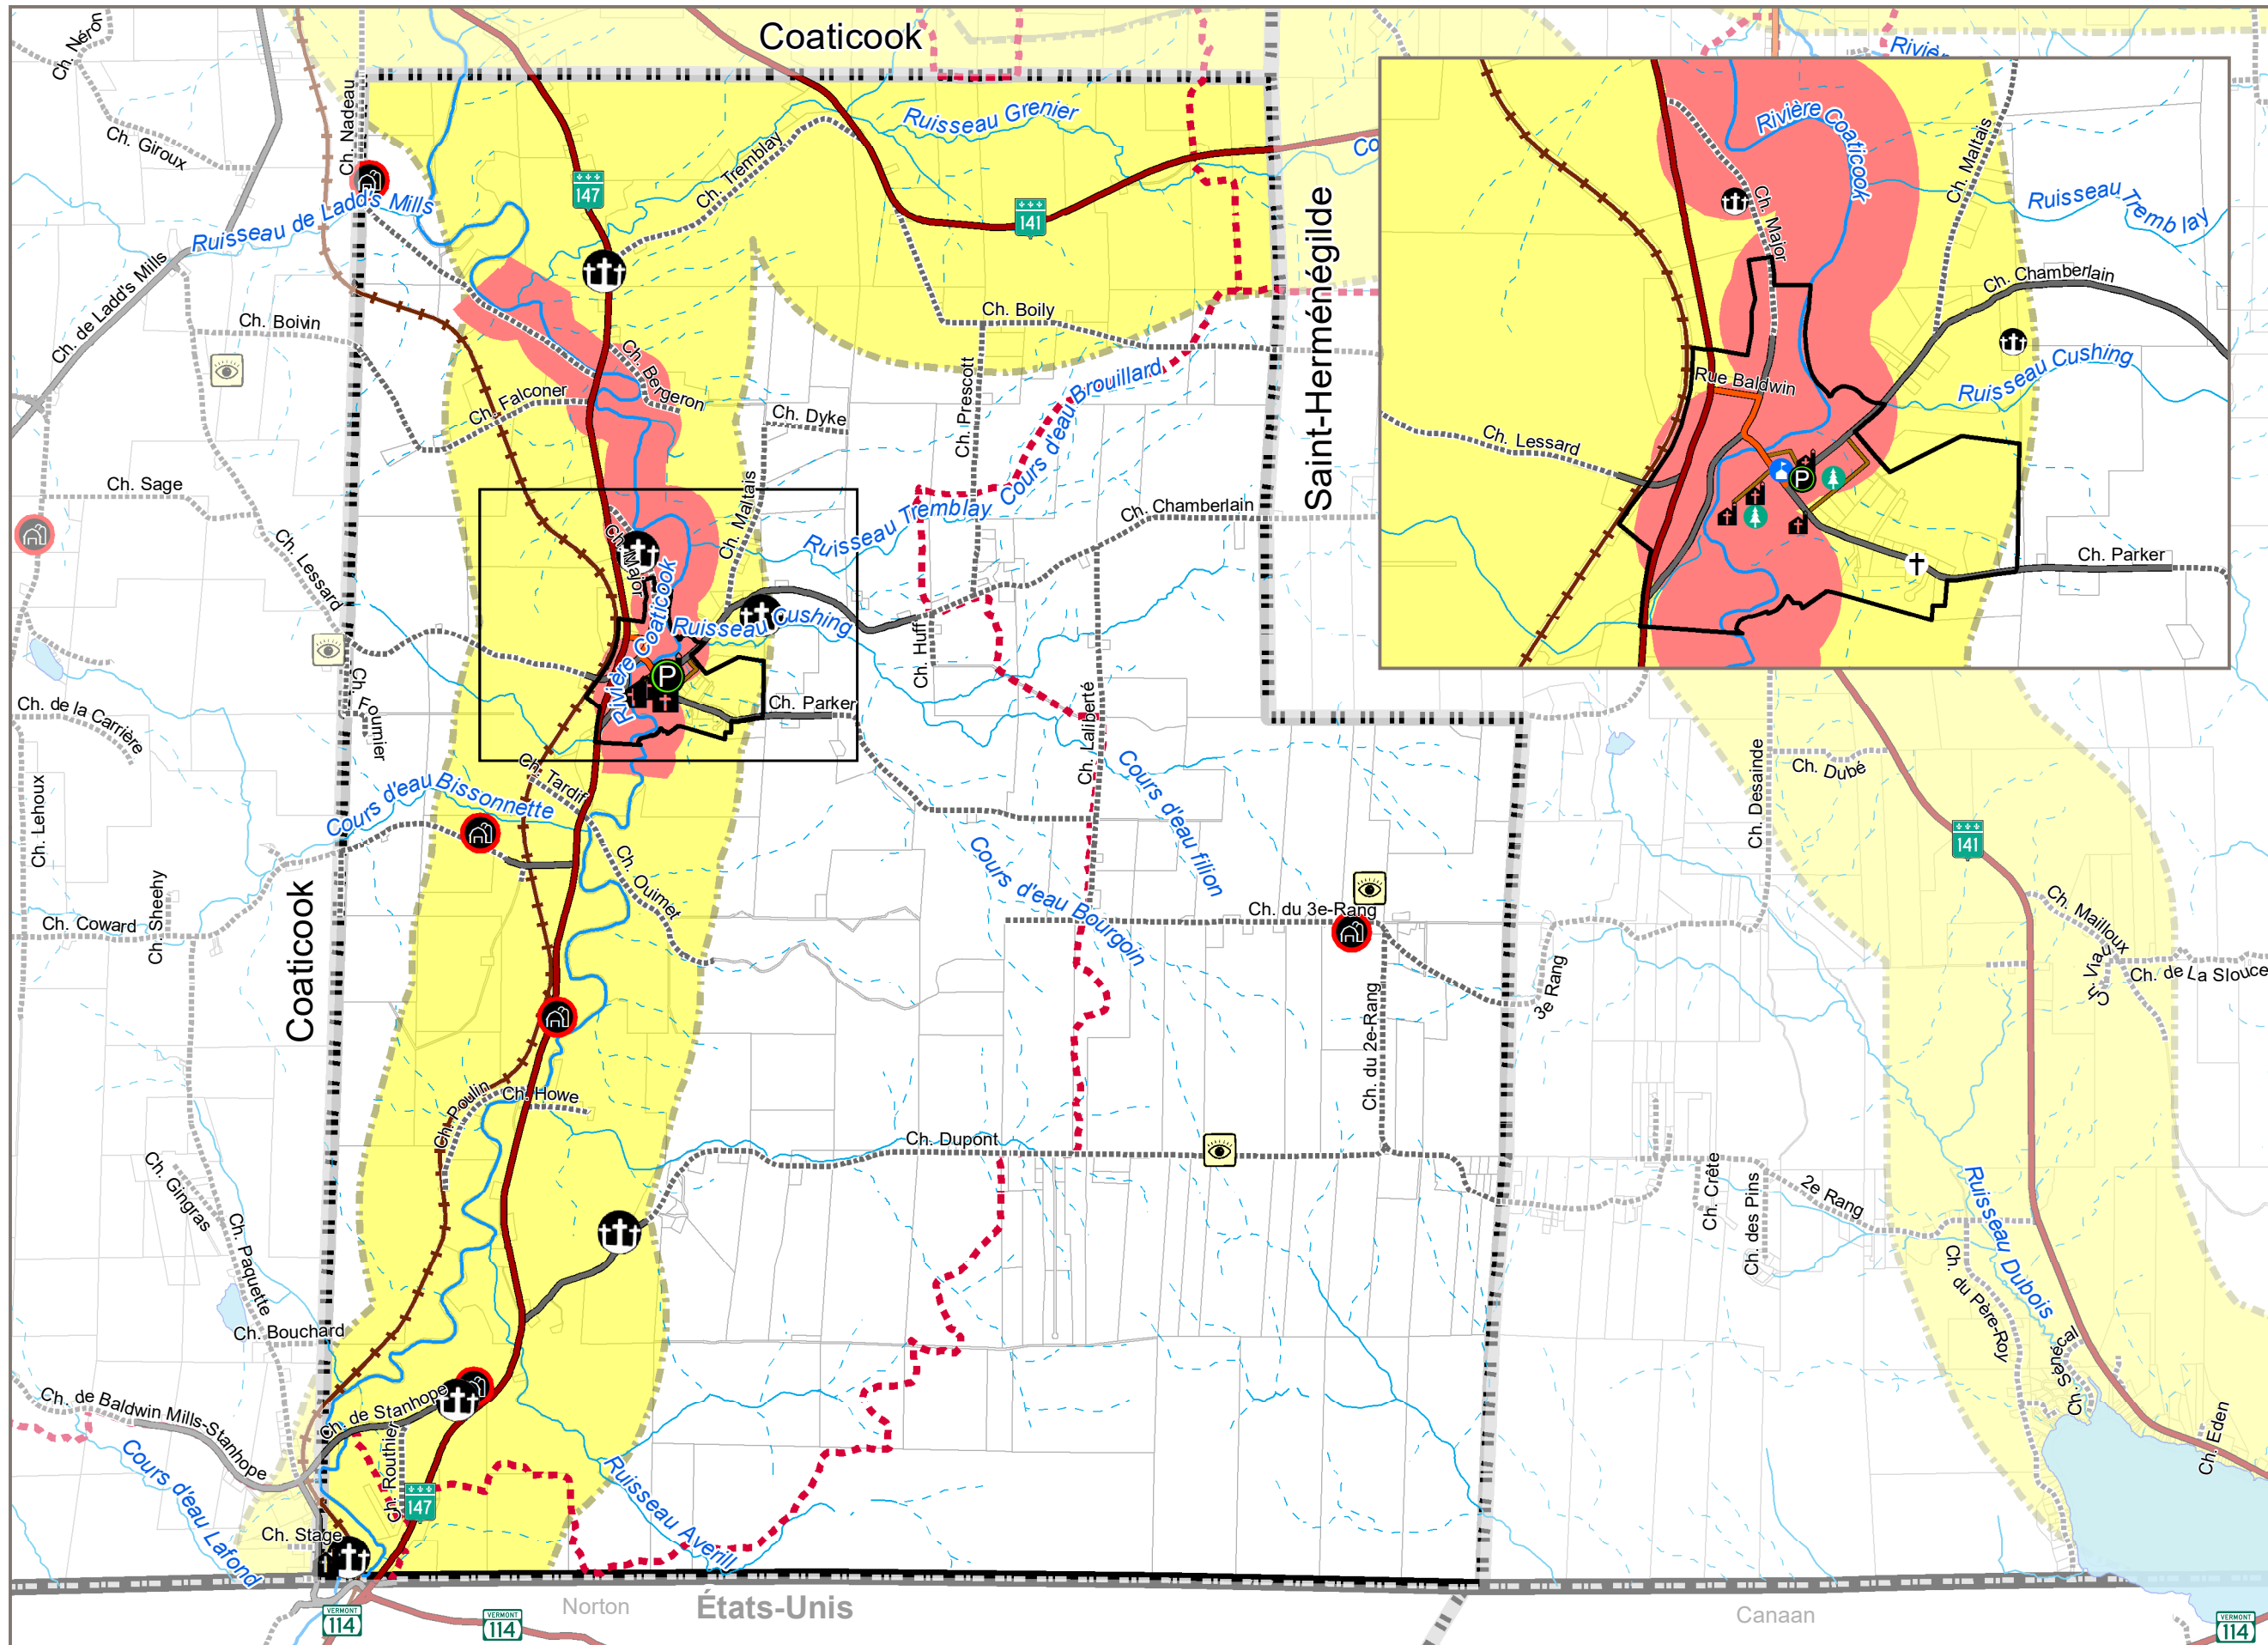 Coaticook
Ch. Néron
Ch. Giroux
Ch. Nadeau
Ruisseau de Ladd's Mills
Ch. de Ladd's Mills
147
Ch. Tremblay
Ruisseau Grenier
141
Saint-Herménégilde
Ch. Boivin
Ch. Falconer
Ch. Bergeron
Ch. Dyke
Ch. Boily
Ch. Prescott
Cours d'eau Brouillard
Ch. Sage
Ch. Lessard
Ch. Major
Ch. Maltais
Ruisseau Tremblay
Ch. Chamberlain
Rivière Coaticook
Ruisseau Cushing
P
Ch. Huff
Ch. Parker
Ch. Laliberté
Ch. Fournier
Ch. de la Carrière
Ch. Lehoux
Ch. Tardif
Cours d'eau Bissonnette
Ch. Ouimet
Cours d'eau filion
Cours d'eau Bourgoin
Ch. Coward
Ch. Sheehy
Coaticook
Ch. du 3e-Rang
Ch. du 2e-Rang
3e Rang
Ch. Poulin
Ch. Howe
Ch. Dupont
Ch. Gingras
Ch. Paquette
Ch. Bouchard
Ch. de Baldwin Mills-Stanhope
Ch. de Stanhope
Ch. Routhier
147
Cours d'eau Lafond
Ch. Stage
Ruisseau Averill
VERMONT
114
VERMONT
114
Norton
États-Unis
Canaan
VERMONT
114
Ch. Desainde
Ch. Dubé
141
Ch. Mailloux
Ch. Viau
Ch. de La Slouce
Ch. Crête
Ch. des Pins
2e Rang
Ruisseau Dubois
Ch. du Père-Roy
Ch. Sénécal
Ch. Eden
Rivière Coaticook
Ch. Major
Ch. Maltais
Ruisseau Tremblay
Ch. Chamberlain
Ruisseau Cushing
Rue Baldwin
Ch. Lessard
P
Ch. Parker